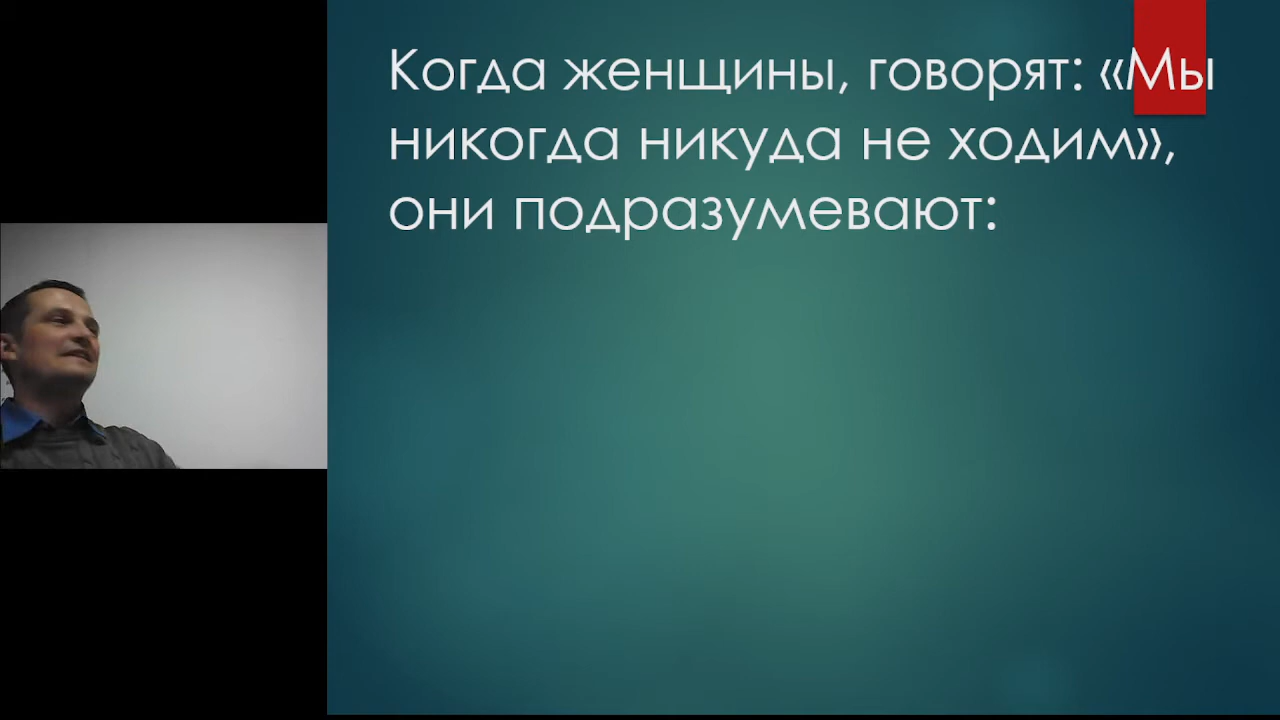 Когда женщины, говорят: «Мы
никогда никуда не ходим»,
они подразумевают: